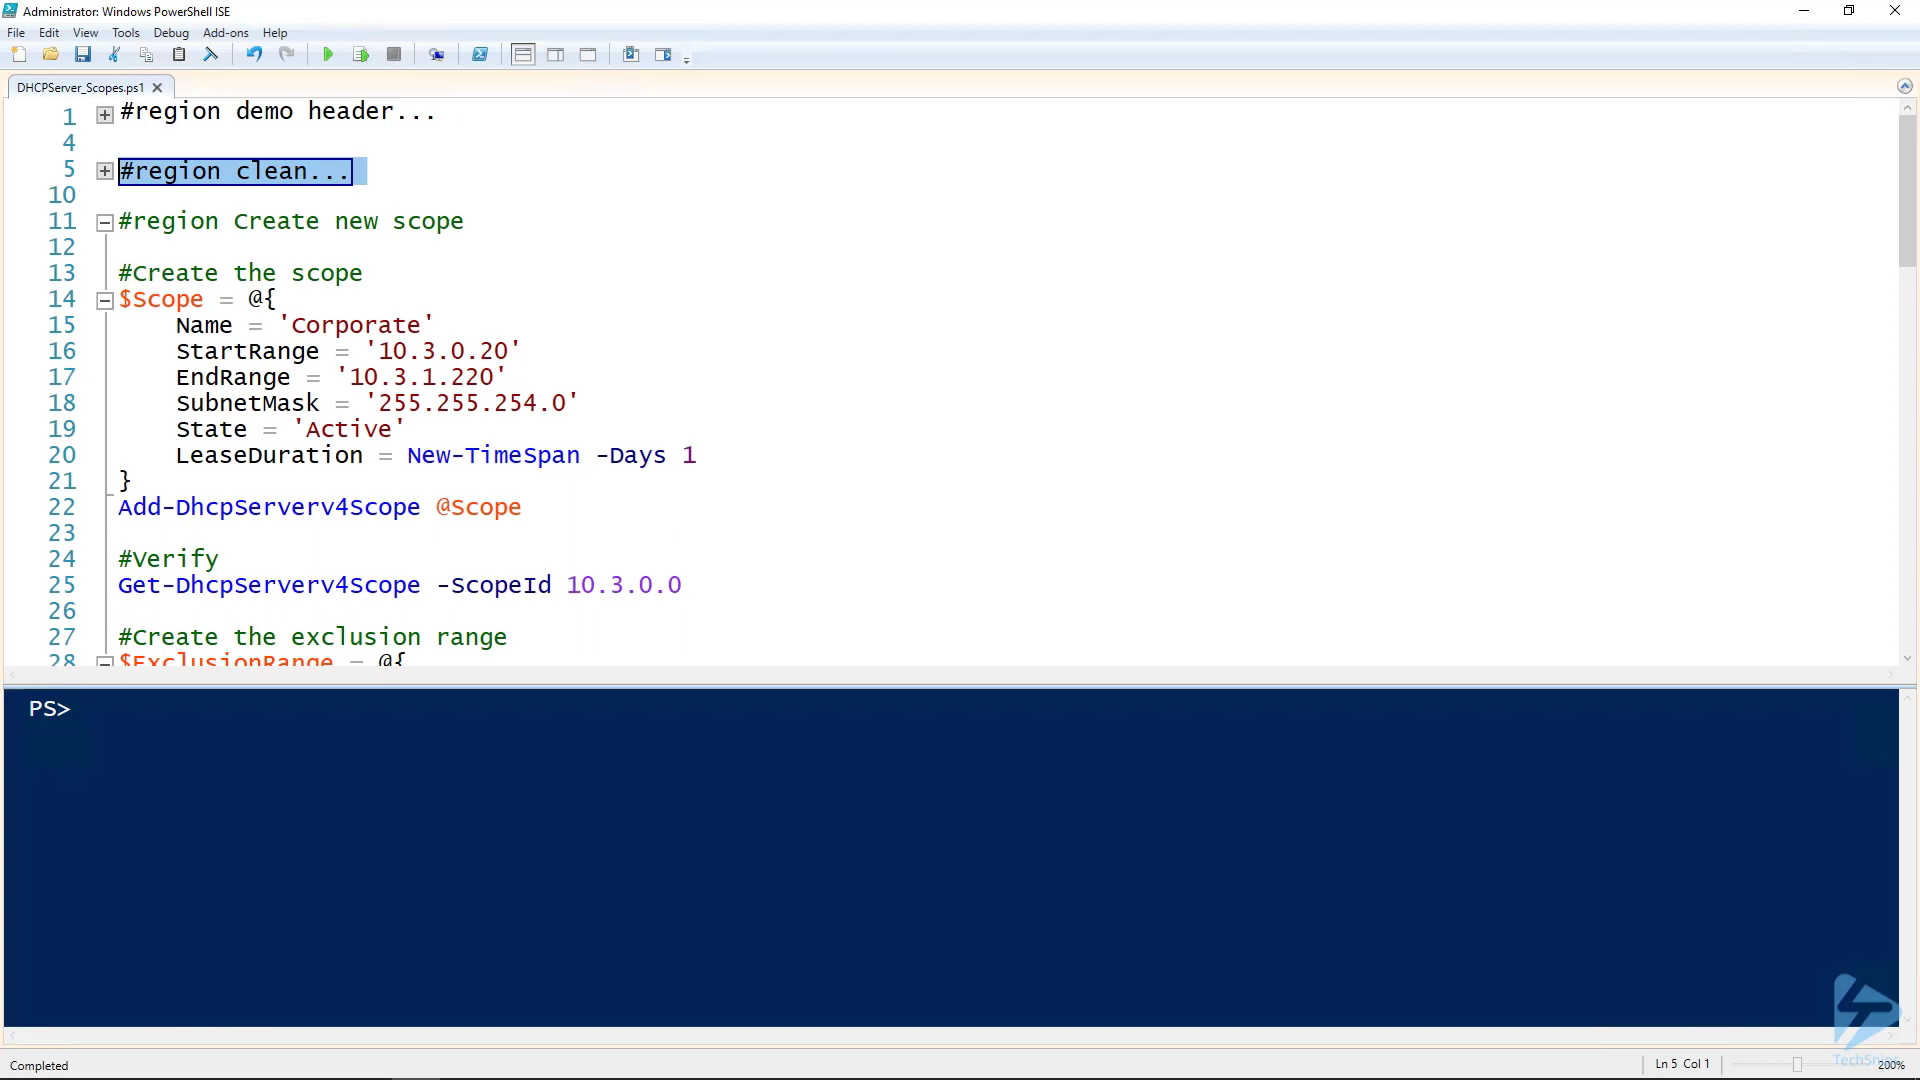 Administrator: Windows PowerShell ISE
File Edit View Tools Debug Add-ons Help
DHCPServer_Scopes.ps1
1 #region demo header...
4
5 #region clean...
10
11 #region Create new scope
12
13 #Create the scope
14 $Scope = @{
15 Name = 'Corporate'
16 StartRange = '10.3.0.20'
17 EndRange = '10.3.1.220'
18 SubnetMask = '255.255.254.0'
19 State = 'Active'
20 LeaseDuration = New-TimeSpan -Days 1
21 }
22 Add-DhcpServerv4Scope @Scope
23
24 #Verify
25 Get-DhcpServerv4Scope -ScopeId 10.3.0.0
26
27 #Create the exclusion range
28 $ExclusionRange = @{
PS>
Completed
Ln 5 Col 1
200%